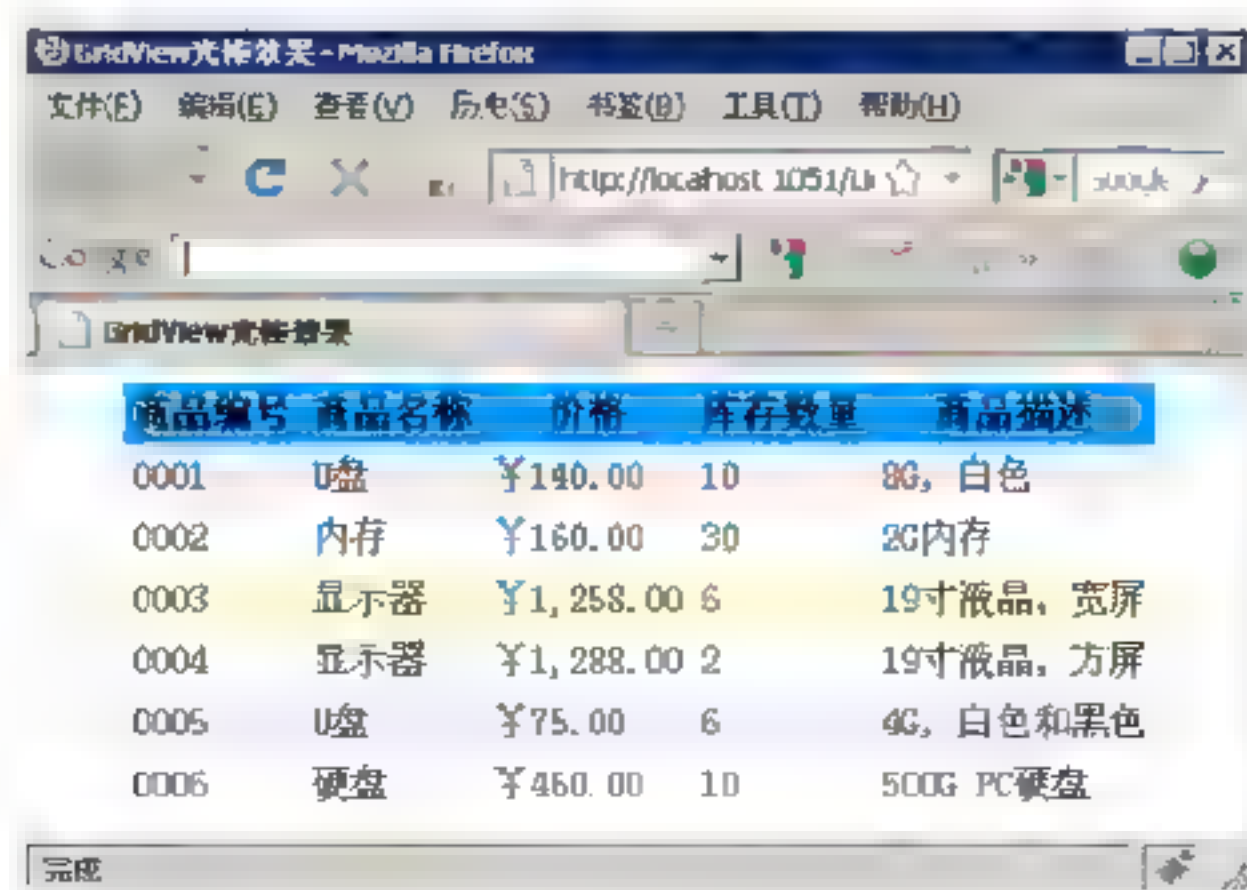 GridView光棒效果 - Mozilla Firefox
文件(F) 编辑(E) 查看(V) 历史(S) 书签(B) 工具(T) 帮助(H)
http://localhost:1051/
GridView光棒效果
商品编号 商品名称 价格 库存数量 商品描述
0001 U盘 ¥140.00 10 8G, 白色
0002 内存 ¥160.00 30 2G内存
0003 显示器 ¥1,258.00 6 19寸液晶, 宽屏
0004 显示器 ¥1,288.00 2 19寸液晶, 方屏
0005 U盘 ¥75.00 6 4G, 白色和黑色
0006 硬盘 ¥460.00 10 500G PC硬盘
完成